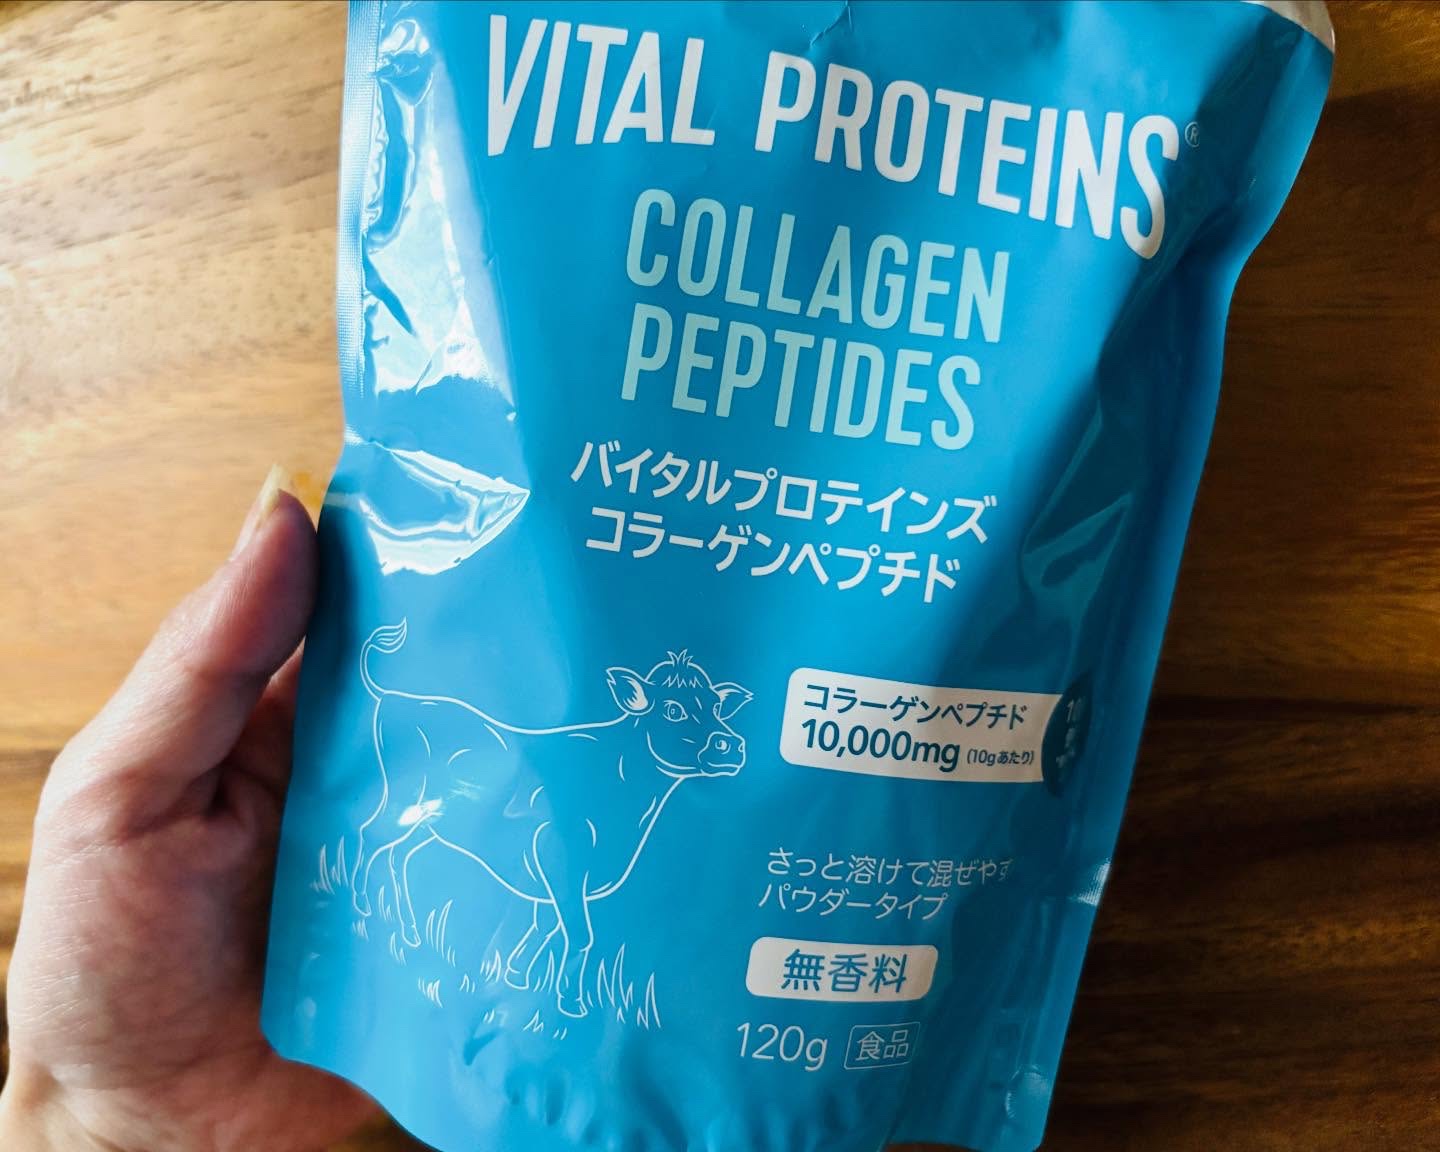 VITAL PROTEINS®
COLLAGEN
PEPTIDES
バイタルプロテインズ
コラーゲンペプチド
コラーゲンペプチド
10,000mg (10gあたり)
さっと溶けて混ぜやす
パウダータイプ
無香料
120g 食品